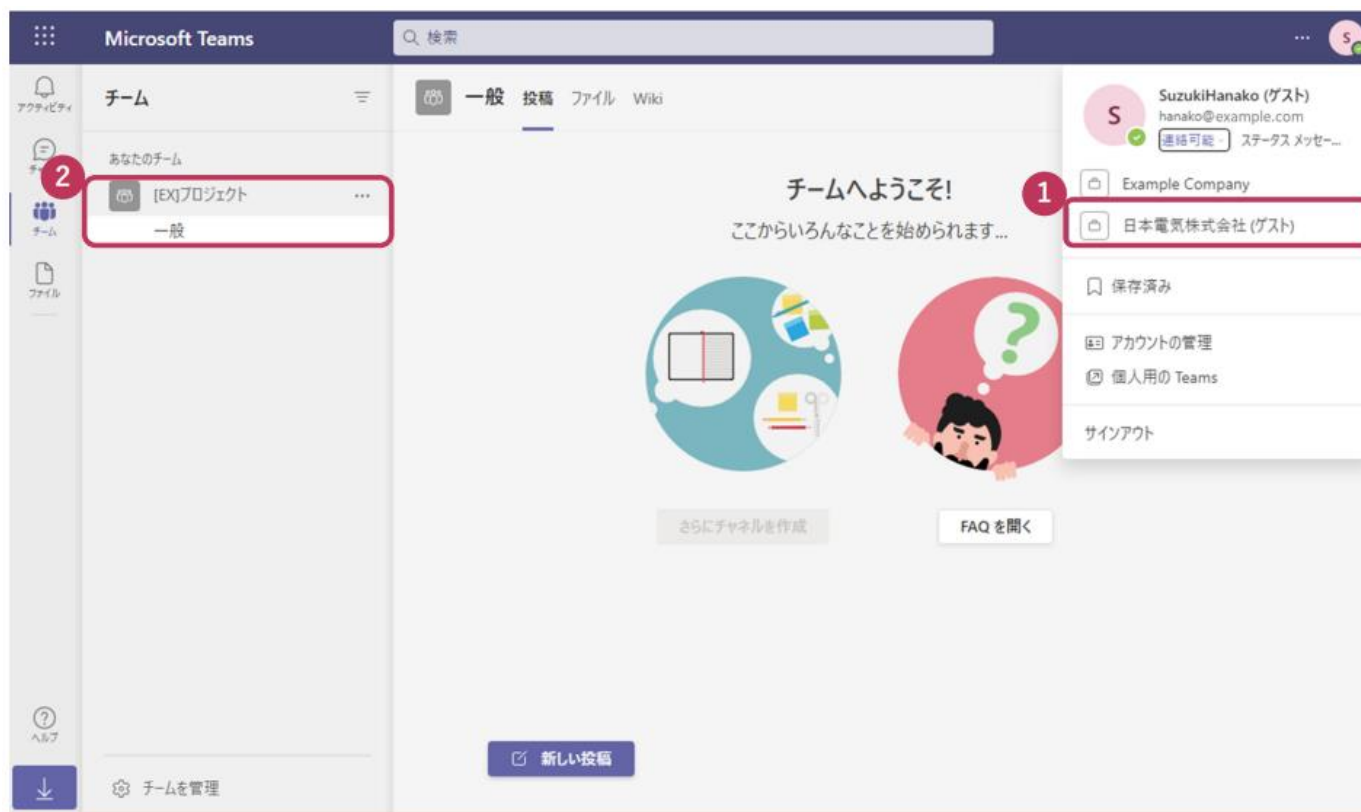 Microsoft Teams
検索
S
アクティビティ
チーム
あなたのチーム
2
[EX]プロジェクト
一般
チーム
ファイル
ヘルプ
チームを管理
一般 投稿 ファイル Wiki
チームへようこそ!
ここからいろんなことを始められます...
さらにチャネルを作成
FAQ を開く
新しい投稿
S
SuzukiHanako (ゲスト)
hanako@example.com
連絡可能 ステータス メッセー...
1
Example Company
日本電気株式会社 (ゲスト)
保存済み
アカウントの管理
個人用の Teams
サインアウト